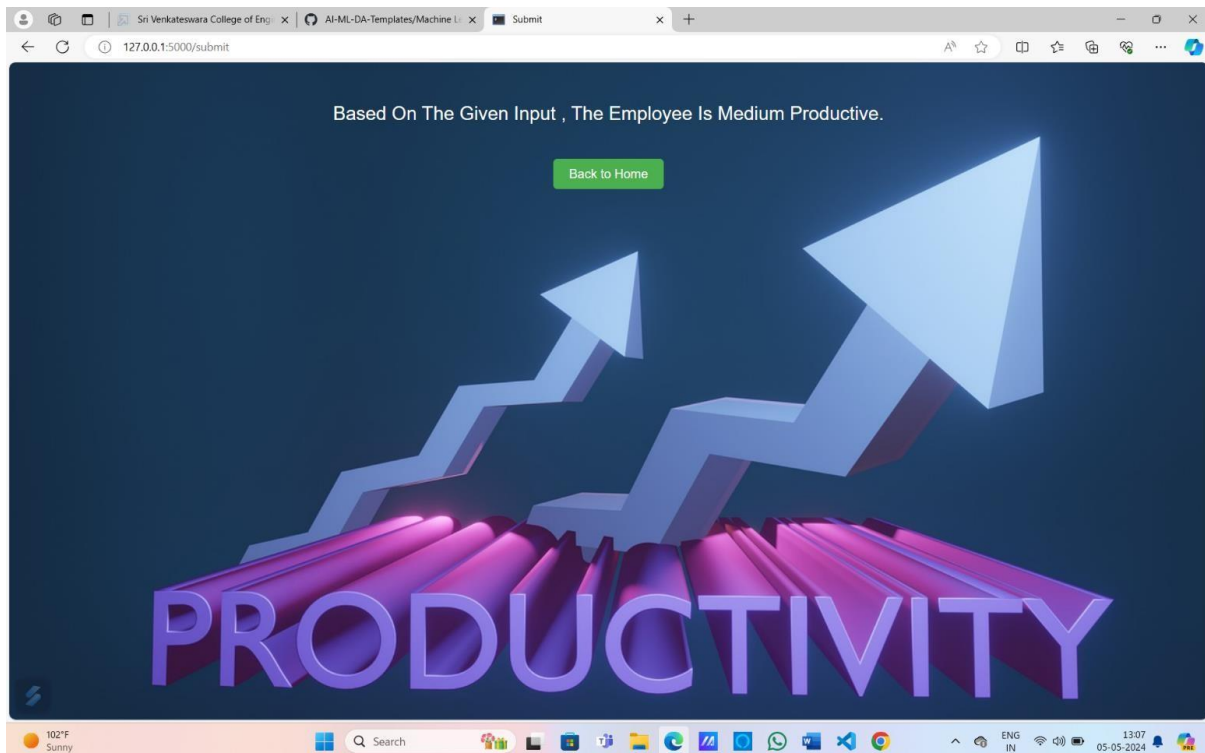 Sri Venkateswara College of Engi
AI-ML-DA-Templates/Machine Le
Submit
127.0.0.1:5000/submit
Based On The Given Input , The Employee Is Medium Productive.
Back to Home
PRODUCTIVITY
102°F
Sunny
Search
ENG
IN
13:07
05-05-2024
PRE